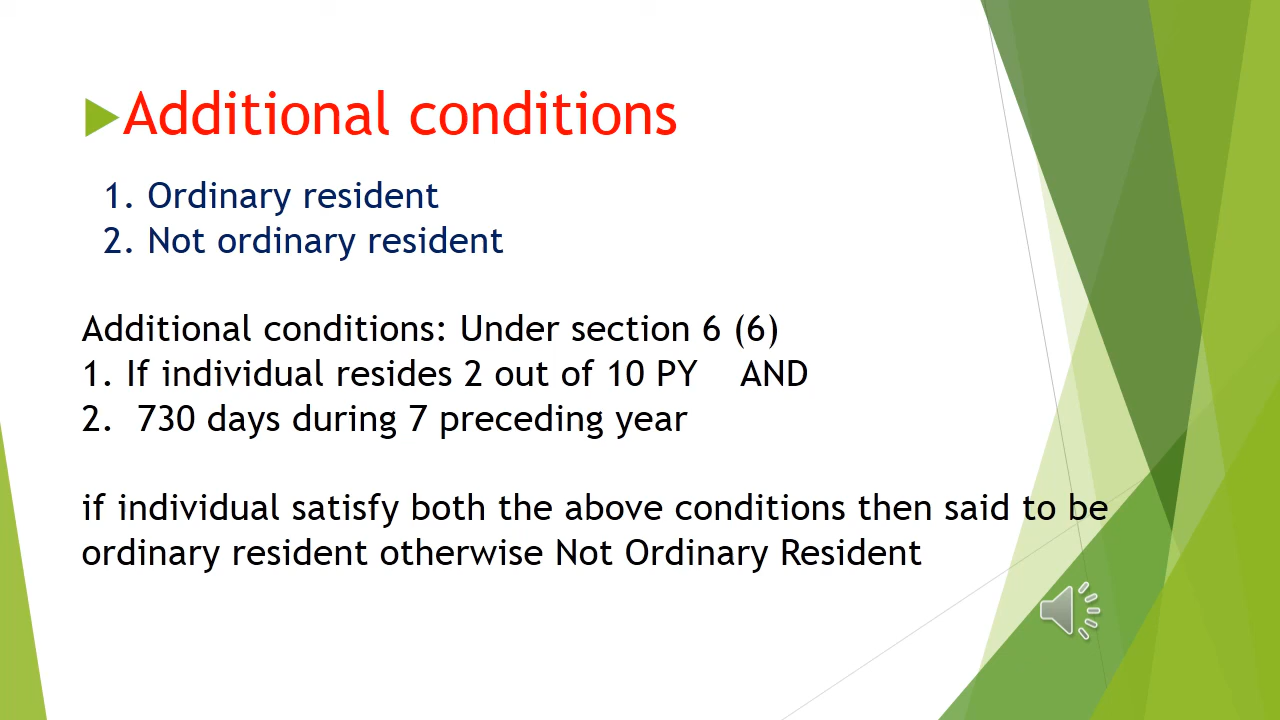 Additional conditions
1. Ordinary resident
2. Not ordinary resident
Additional conditions: Under section 6 (6)
1. If individual resides 2 out of 10 PY AND
2. 730 days during 7 preceding year
if individual satisfy both the above conditions then said to be
ordinary resident otherwise Not Ordinary Resident